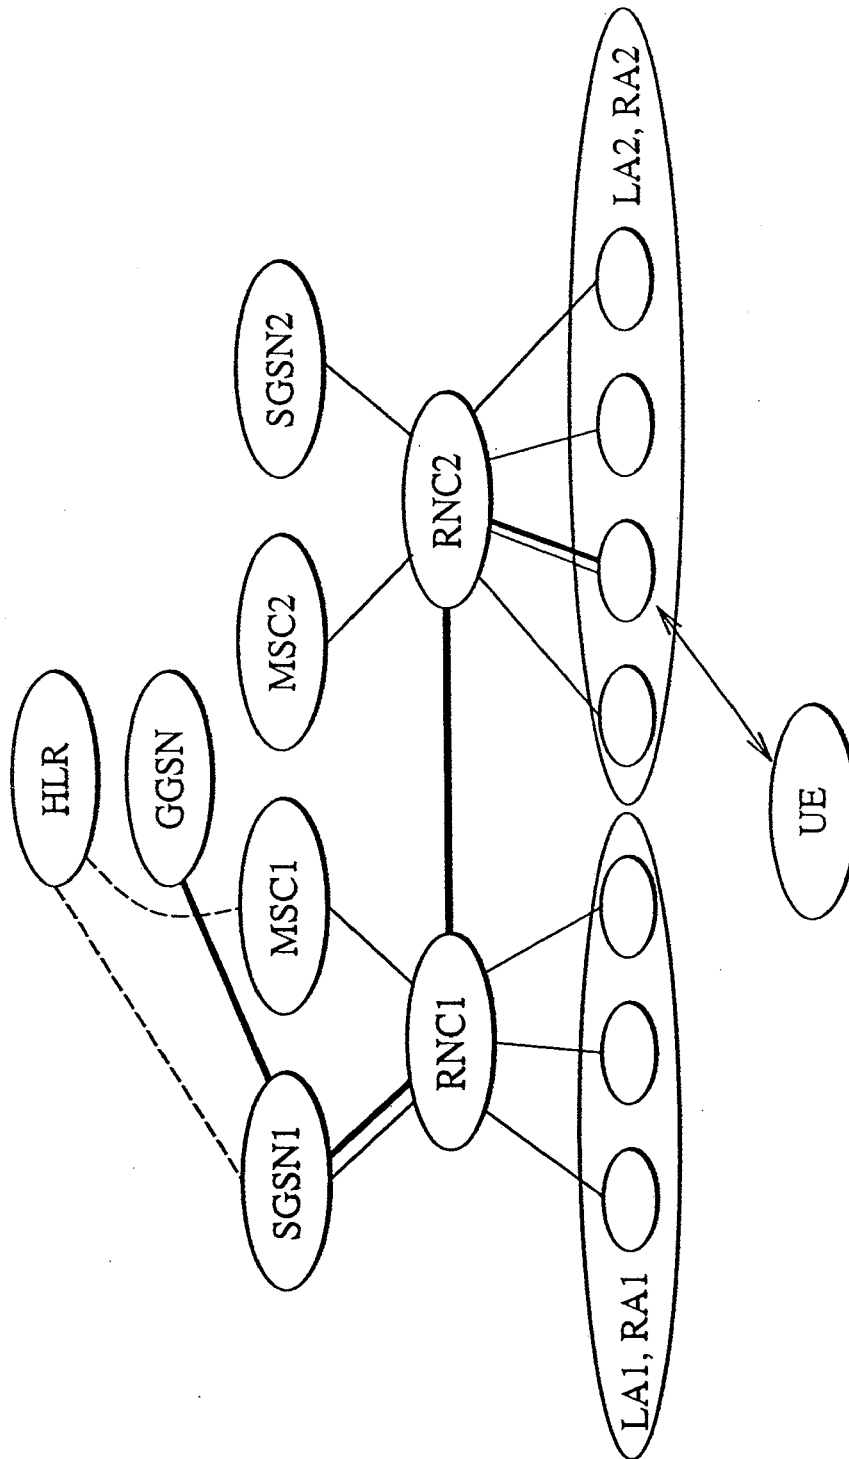 HLR
GGSN
SGSN1
MSC1
MSC2
SGSN2
RNC1
RNC2
LA1, RA1
LA2, RA2
UE